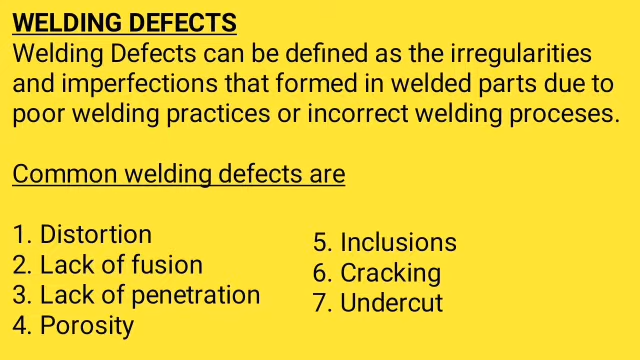 WELDING DEFECTS
Welding Defects can be defined as the irregularities
and imperfections that formed in welded parts due to
poor welding practices or incorrect welding proceses.
Common welding defects are
1. Distortion
2. Lack of fusion
3. Lack of penetration
4. Porosity
5. Inclusions
6. Cracking
7. Undercut